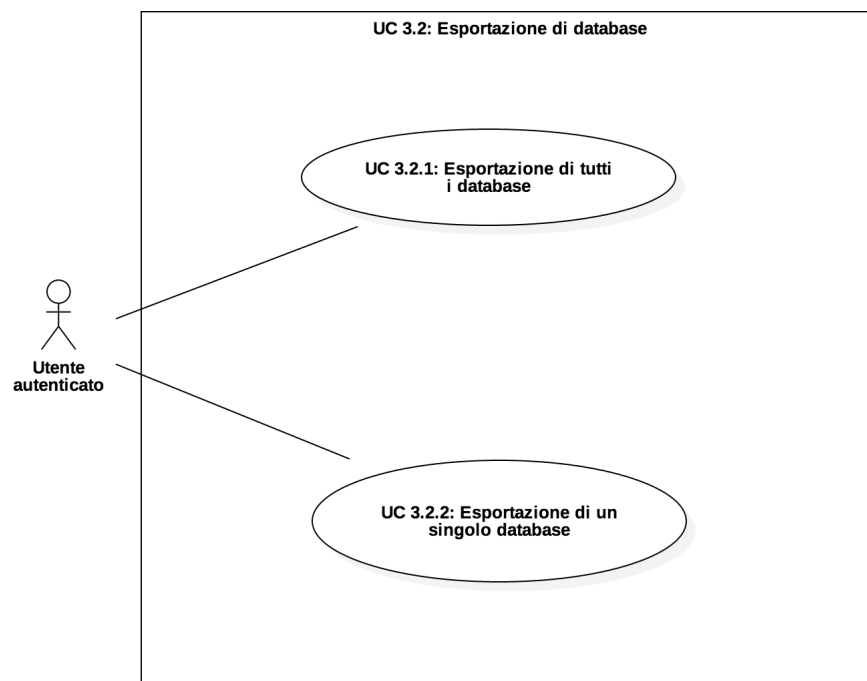 UC 3.2: Esportazione di database
UC 3.2.1: Esportazione di tutti
i database
Utente
autenticato
UC 3.2.2: Esportazione di un
singolo database